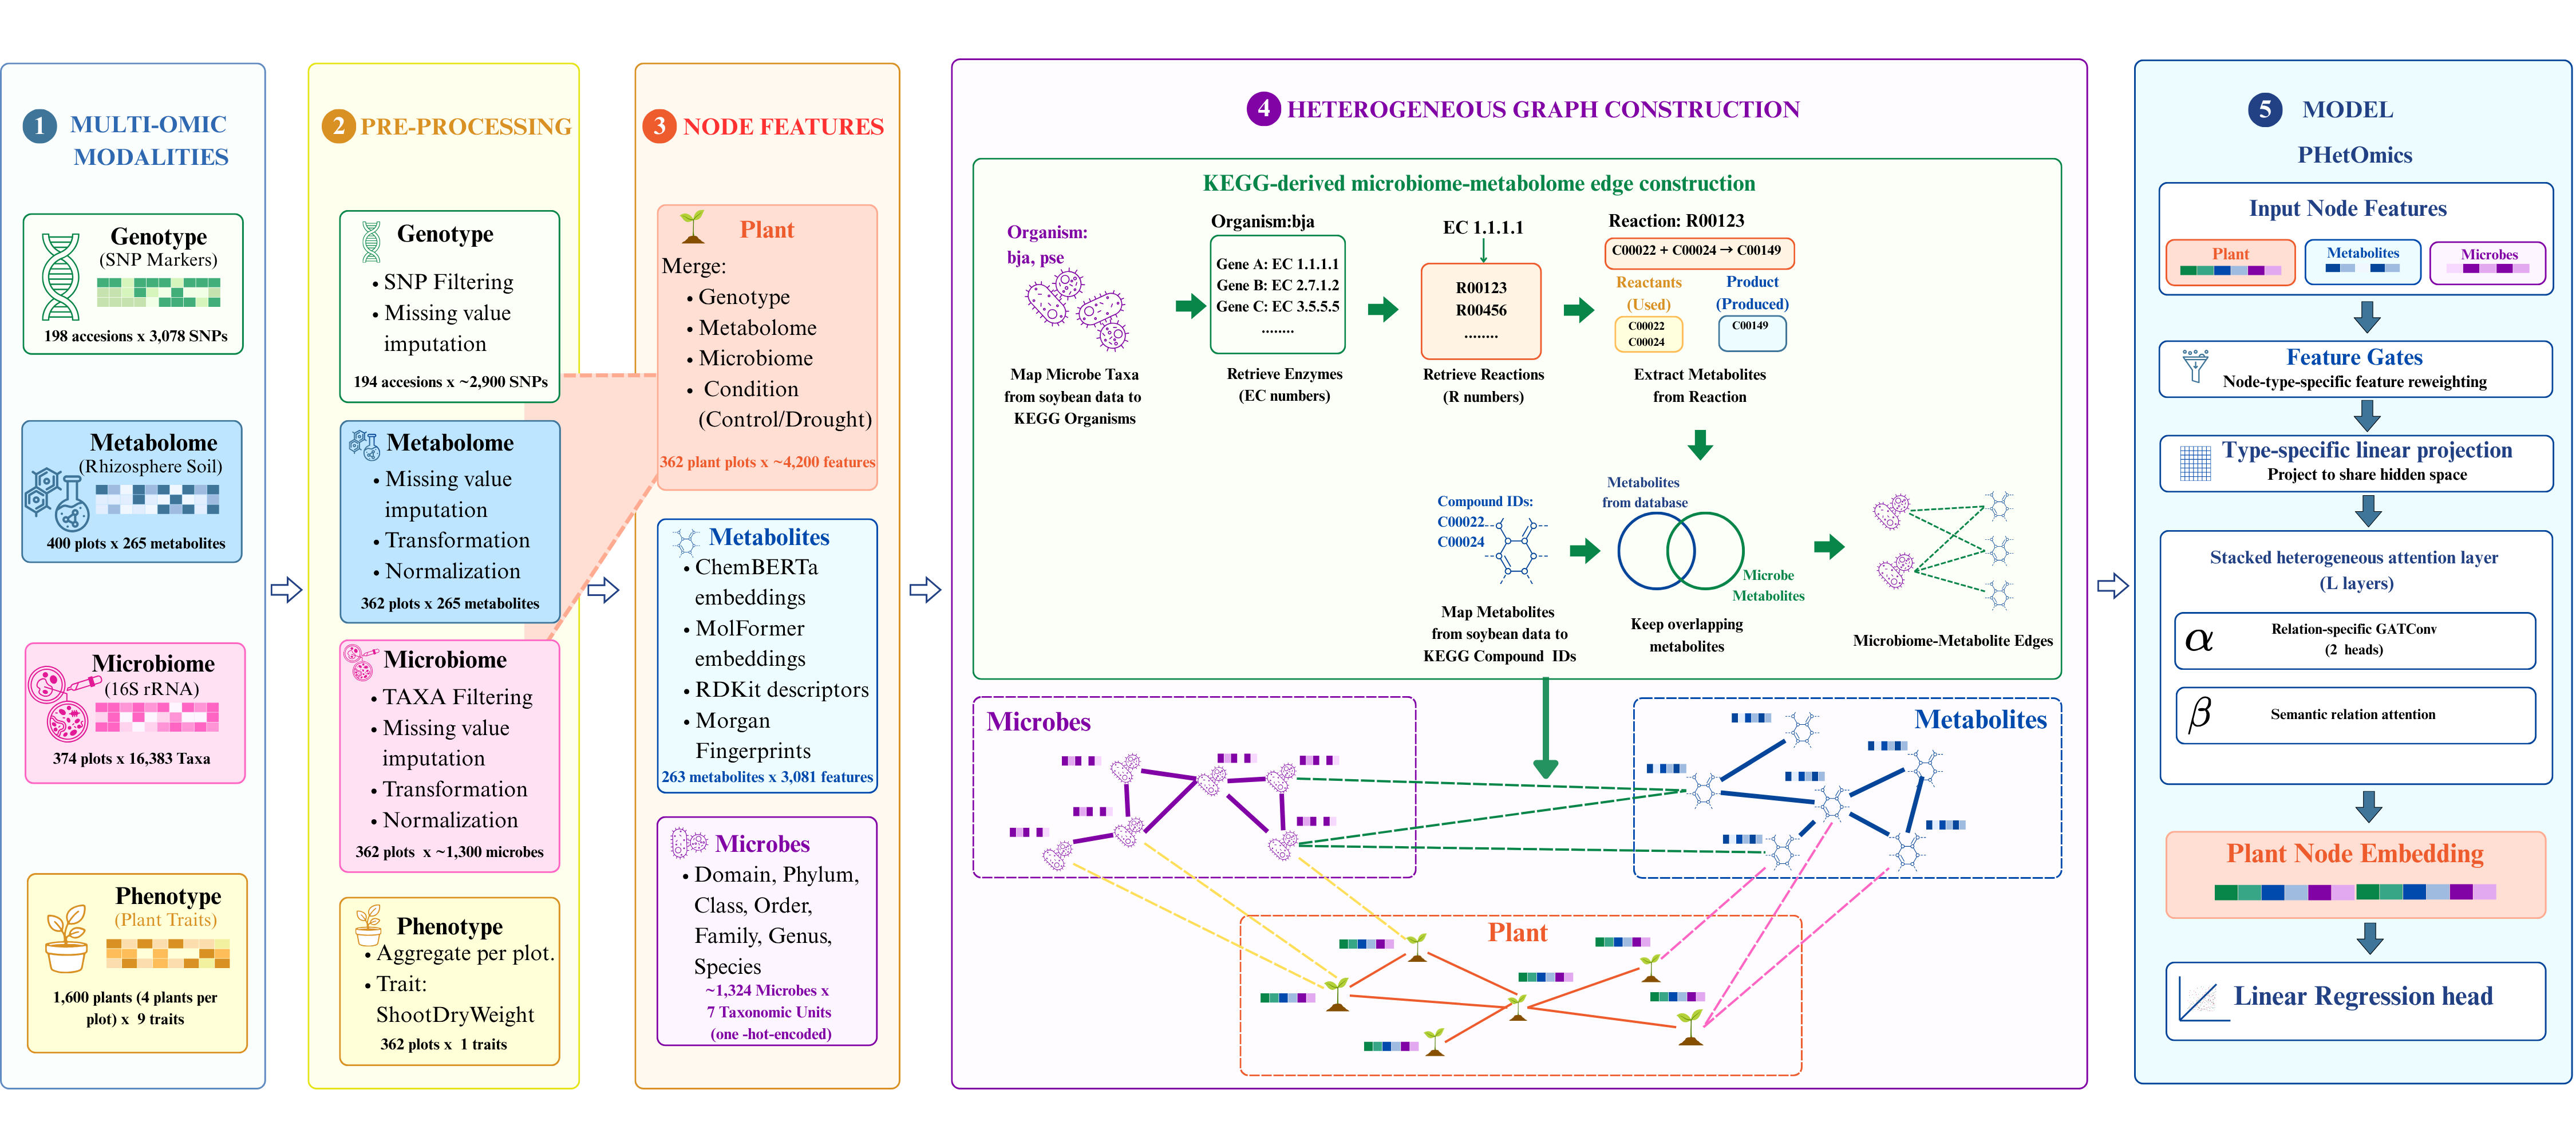 1 MULTI-OMIC
MODALITIES
Genotype
(SNP Markers)
198 accesions x 3,078 SNPs
Metabolome
(Rhizosphere Soil)
400 plots x 265 metabolites
Microbiome
(16S rRNA)
374 plots x 16,383 Taxa
Phenotype
(Plant Traits)
1,600 plants (4 plants per
plot) x 9 traits
2 PRE-PROCESSING
Genotype
• SNP Filtering
• Missing value
imputation
194 accesions x ~2,900 SNPs
Metabolome
• Missing value
imputation
• Transformation
• Normalization
362 plots x 265 metabolites
Microbiome
• TAXA Filtering
• Missing value
imputation
• Transformation
• Normalization
362 plots x ~1,300 microbes
Phenotype
• Aggregate per plot.
• Trait:
ShootDryWeight
362 plots x 1 traits
3 NODE FEATURES
Plant
Merge:
• Genotype
• Metabolome
• Microbiome
• Condition
(Control/Drought)
362 plant plots x ~4,200 features
Metabolites
• ChemBERTa
embeddings
• MolFormer
embeddings
• RDKit descriptors
• Morgan
Fingerprints
263 metabolites x 3,081 features
Microbes
• Domain, Phylum,
Class, Order,
Family, Genus,
Species
~1,324 Microbes x
7 Taxonomic Units
(one -hot-encoded)
4 HETEROGENEOUS GRAPH CONSTRUCTION
KEGG-derived microbiome-metabolome edge construction
Organism:
bja, pse
Map Microbe Taxa
from soybean data to
KEGG Organisms
Organism:bja
Gene A: EC 1.1.1.1
Gene B: EC 2.7.1.2
Gene C: EC 3.5.5.5
........
Retrieve Enzymes
(EC numbers)
EC 1.1.1.1
R00123
R00456
........
Retrieve Reactions
(R numbers)
Reaction: R00123
C00022 + C00024 → C00149
Reactants
(Used)
C00022
C00024
Product
(Produced)
C00149
Extract Metabolites
from Reaction
Compound IDs:
C00022
C00024
Map Metabolites
from soybean data to
KEGG Compound IDs
Metabolites
from database
Microbe
Metabolites
Keep overlapping
metabolites
Microbiome-Metabolite Edges
Microbes
Metabolites
Plant
5 MODEL
PHetOmics
Input Node Features
Plant
Metabolites
Microbes
Feature Gates
Node-type-specific feature reweighting
Type-specific linear projection
Project to share hidden space
Stacked heterogeneous attention layer
(L layers)
α
Relation-specific GATConv
(2 heads)
β
Semantic relation attention
Plant Node Embedding
Linear Regression head